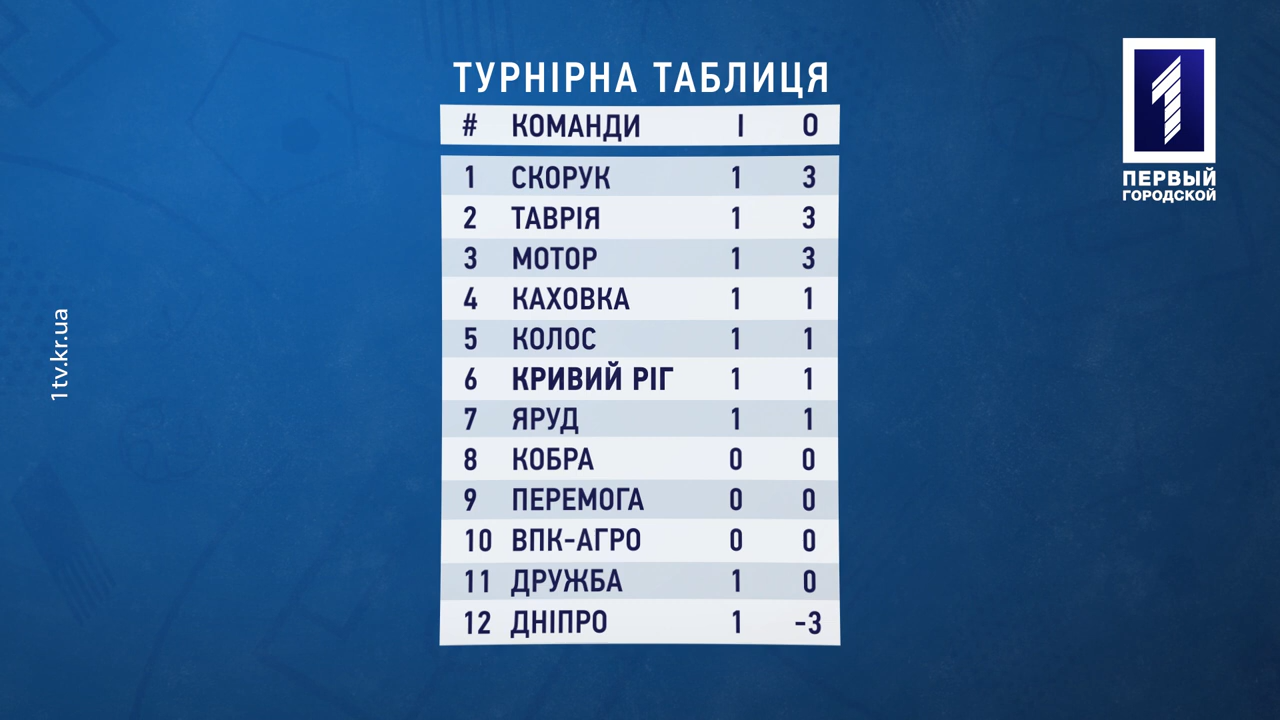 ТУРНІРНА ТАБЛИЦЯ
# КОМАНДИ І О
1 СКОРУК 1 3
2 ТАВРІЯ 1 3
3 МОТОР 1 3
4 КАХОВКА 1 1
5 КОЛОС 1 1
6 КРИВИЙ РІГ 1 1
7 ЯРУД 1 1
8 КОБРА 0 0
9 ПЕРЕМОГА 0 0
10 ВПК-АГРО 0 0
11 ДРУЖБА 1 0
12 ДНІПРО 1 -3
1
ПЕРВЫЙ
ГОРОДСКОЙ
1tv.kr.ua